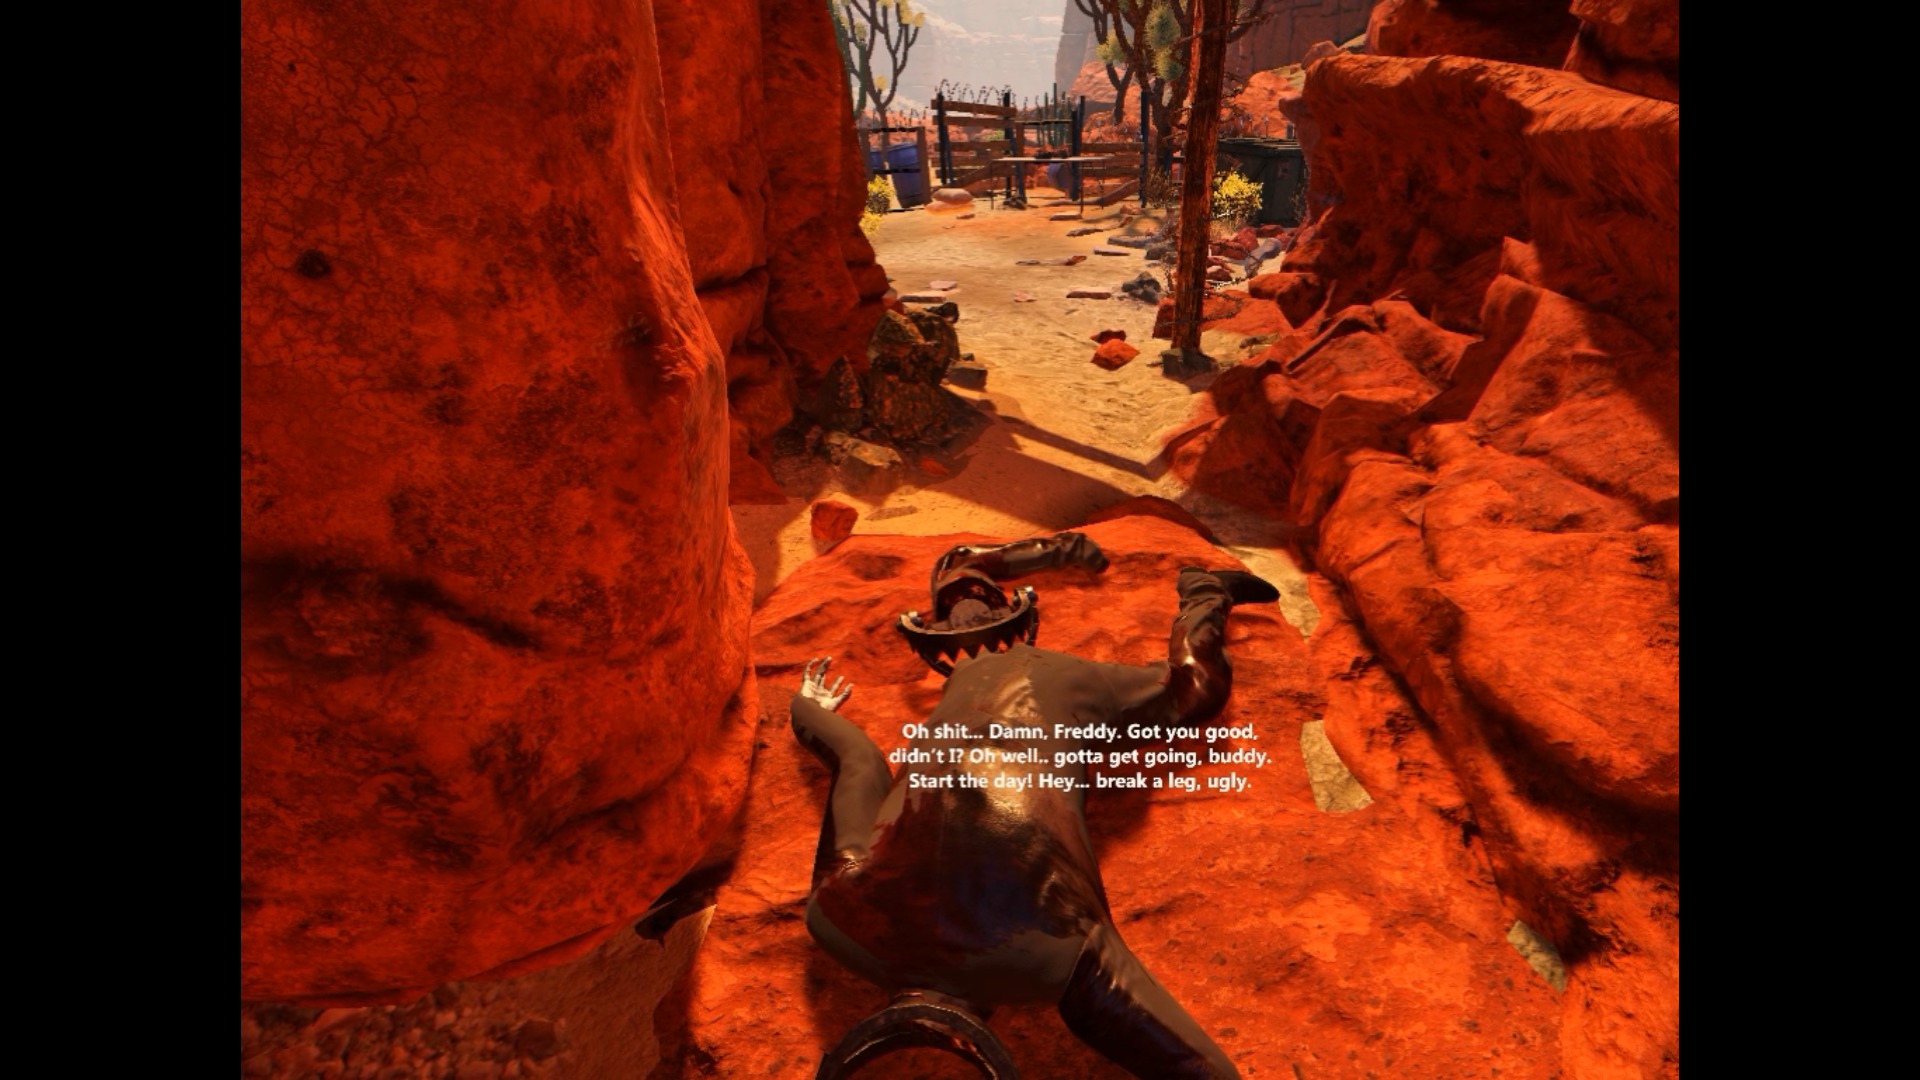 Oh shit... Damn, Freddy. Got you good,
didn't I? Oh well.. gotta get going, buddy.
Start the day! Hey... break a leg, ugly.